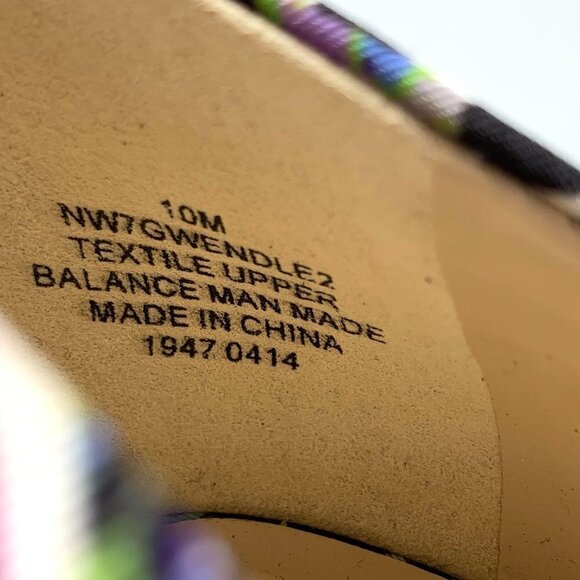 10M
NW7GWENDLE2
TEXTILE UPPER
BALANCE MAN MADE
MADE IN CHINA
1947 0414